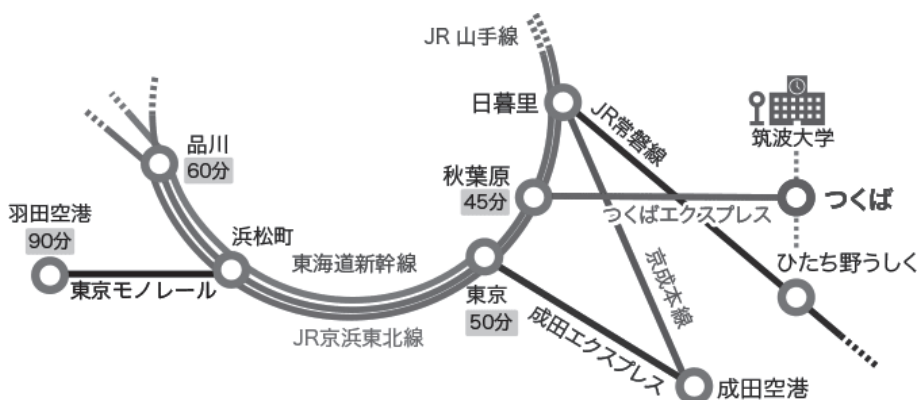 JR 山手線
日暮里
JR常磐線
筑波大学
品川
60分
秋葉原
45分
つくばエクスプレス
つくば
羽田空港
90分
浜松町
東海道新幹線
京成本線
ひたち野うしく
東京モノレール
東京
50分
JR京浜東北線
成田エクスプレス
成田空港